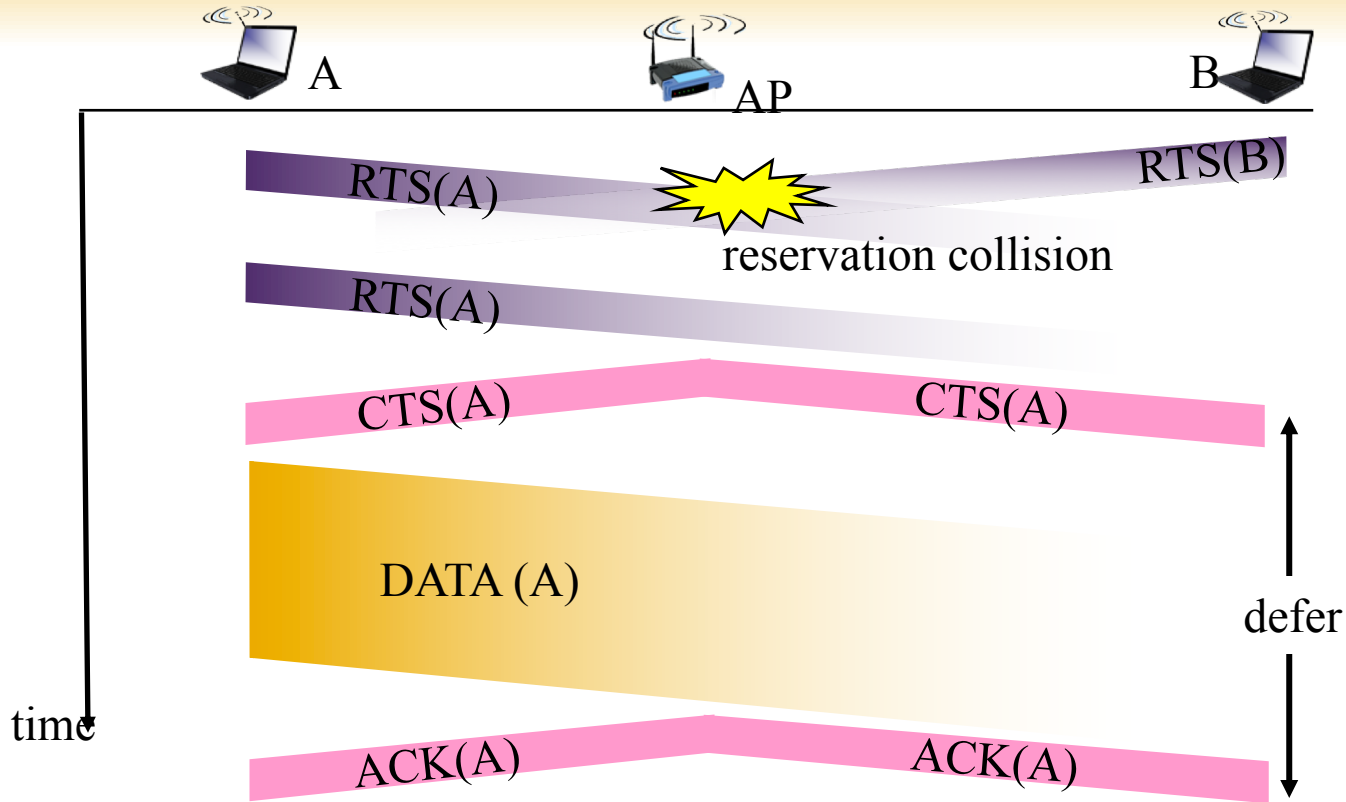 A
AP
B
RTS(A)
RTS(B)
reservation collision
RTS(A)
CTS(A)
CTS(A)
DATA (A)
defer
time
ACK(A)
ACK(A)